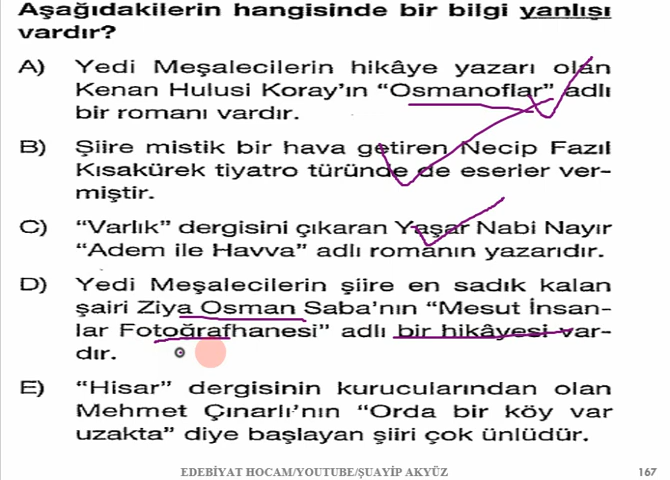 Aşağıdakilerin hangisinde bir bilgi yanlışı
vardır?
A) Yedi Meşalecilerin hikâye yazarı olan
Kenan Hulusi Koray’ın “Osmanoflar” adlı
bir romanı vardır.
B) Şiire mistik bir hava getiren Necip Fazıl
Kısakürek tiyatro türünde de eserler ver-
miştir.
C) “Varlık” dergisini çıkaran Yaşar Nabi Nayır
“Adem ile Havva” adlı romanın yazarıdır.
D) Yedi Meşalecilerin şiire en sadık kalan
şairi Ziya Osman Saba’nın “Mesut İnsan-
lar Fotoğrafhanesi” adlı bir hikâyesi var-
dır.
E) “Hisar” dergisinin kurucularından olan
Mehmet Çınarlı’nın “Orda bir köy var
uzakta” diye başlayan şiiri çok ünlüdür.
EDEBİYAT HOCAM/YOUTUBE/ŞUAYİP AKYÜZ 167